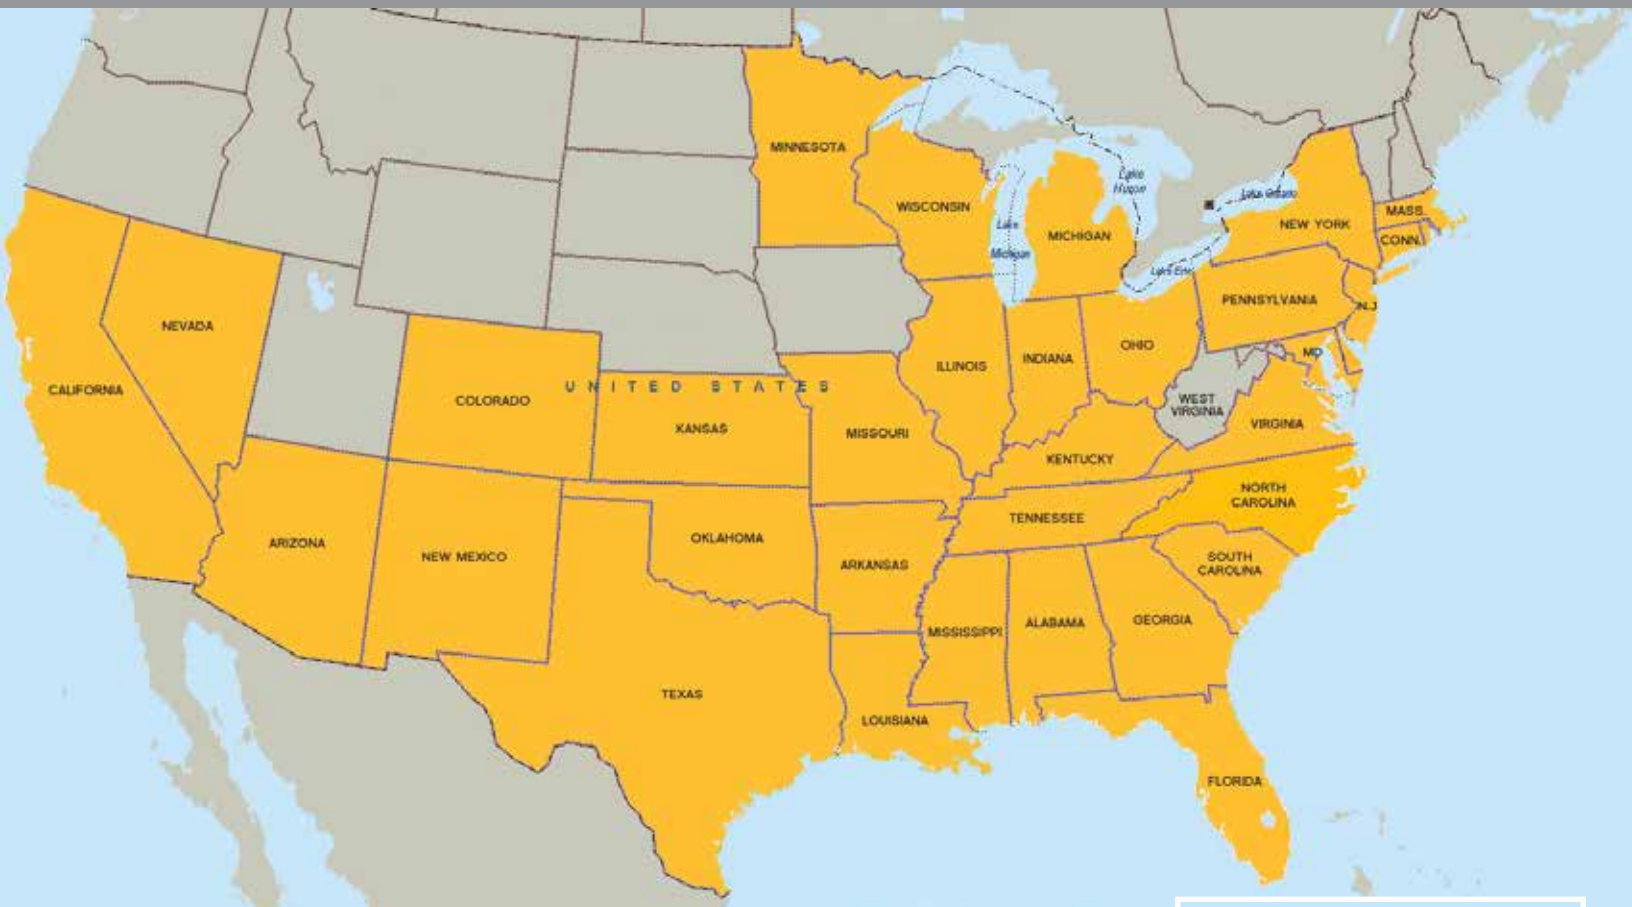 MINNESOTA
WISCONSIN
Lake
Huron
Lake Ontario
MASS.
NEW YORK
CONN.
MICHIGAN
Lake
Michigan
Lake Erie
PENNSYLVANIA
N.J
NEVADA
OHIO
MD
INDIANA
ILLINOIS
CALIFORNIA
UNITED STATES
COLORADO
WEST
VIRGINIA
KANSAS
MISSOURI
VIRGINIA
KENTUCKY
NORTH
CAROLINA
TENNESSEE
OKLAHOMA
ARIZONA
NEW MEXICO
ARKANSAS
SOUTH
CAROLINA
MISSISSIPPI
ALABAMA
GEORGIA
TEXAS
LOUISIANA
FLORIDA